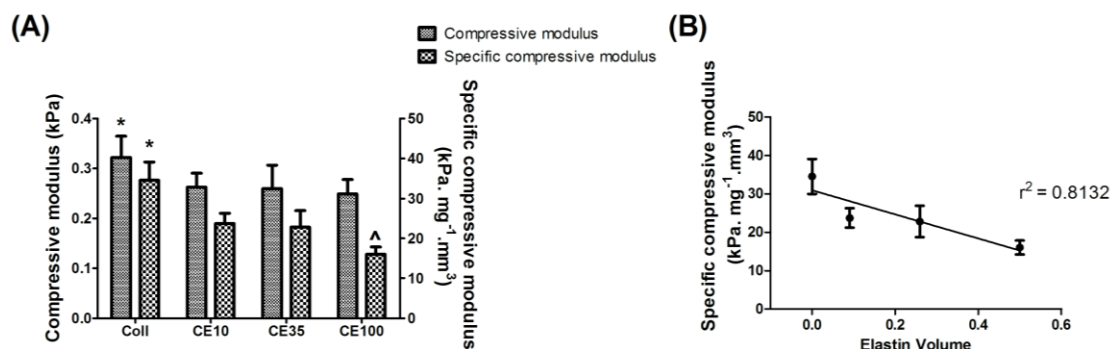 (A)
Compressive modulus
Specific compressive modulus
Compressive modulus (kPa)
0.4
0.3
0.2
0.1
0.0
*
*
^
Coll
CE10
CE35
CE100
50
40
30
20
10
0
Specific compressive modulus
(kPa. mg⁻¹.mm³)
(B)
Specific compressive modulus
(kPa. mg⁻¹.mm³)
50
40
30
20
10
0
r² = 0.8132
0.0
0.2
0.4
0.6
Elastin Volume